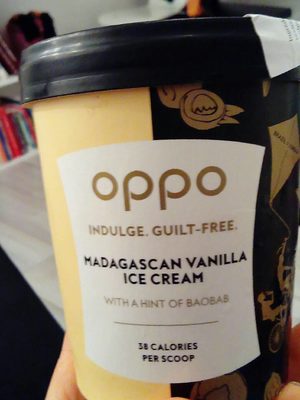 oppo
INDULGE. GUILT-FREE.
MADAGASCAN VANILLA
ICE CREAM
WITH A HINT OF BAOBAB
38 CALORIES
PER SCOOP